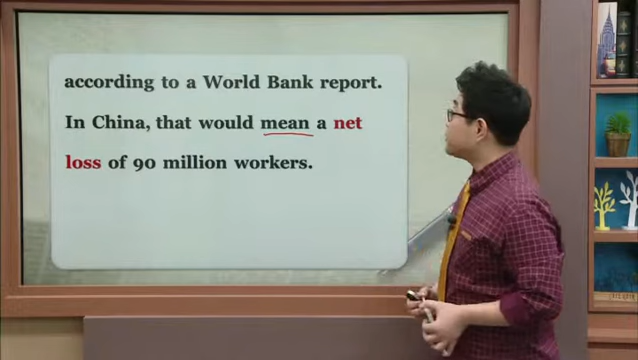 according to a World Bank report.
In China, that would mean a net
loss of 90 million workers.